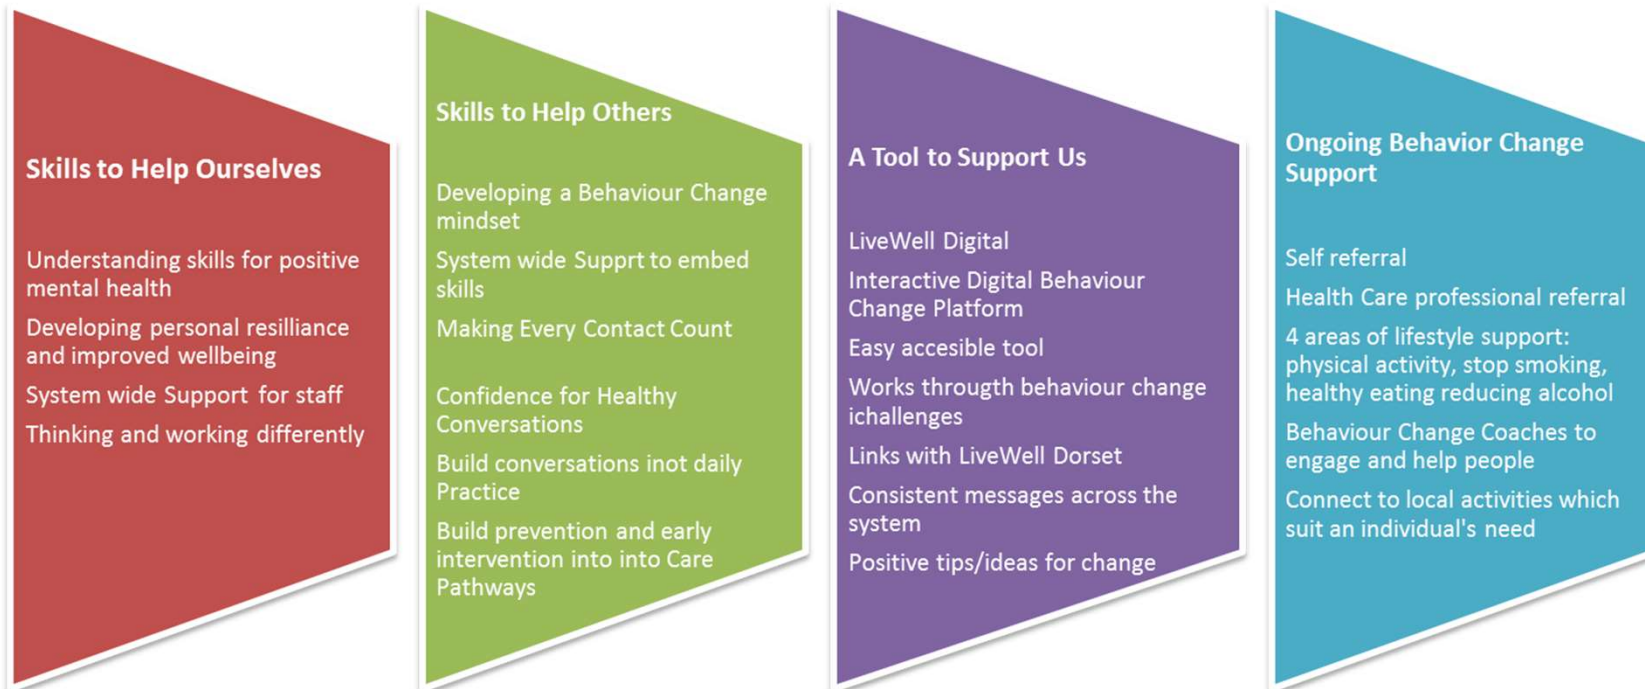 Skills to Help Ourselves
Understanding skills for positive
mental health
Developing personal resilliance
and improved wellbeing
System wide Support for staff
Thinking and working differently
Skills to Help Others
Developing a Behaviour Change
mindset
System wide Supprt to embed
skills
Making Every Contact Count
Confidence for Healthy
Conversations
Build conversations inot daily
Practice
Build prevention and early
intervention into into Care
Pathways
A Tool to Support Us
LiveWell Digital
Interactive Digital Behaviour
Change Platform
Easy accesible tool
Works througth behaviour change
ichallenges
Links with LiveWell Dorset
Consistent messages across the
system
Positive tips/ideas for change
Ongoing Behavior Change
Support
Self referral
Health Care professional referral
4 areas of lifestyle support:
physical activity, stop smoking,
healthy eating reducing alcohol
Behaviour Change Coaches to
engage and help people
Connect to local activities which
suit an individual's need